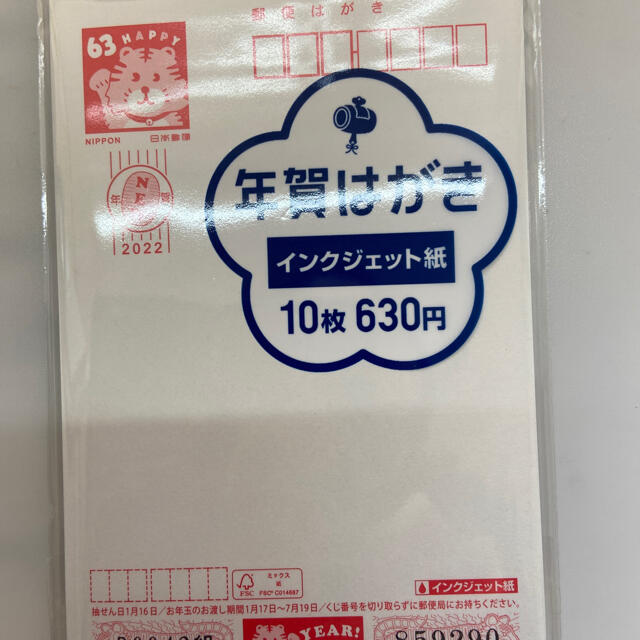 郵便はがき
63 HAPPY
NIPPON 日本郵便
年賀
2022
年賀はがき
インクジェット紙
10枚 630円
ミックス
紙
FSC
FSC® C014687
インクジェット紙
抽せん日1月16日／お年玉のお渡し期間1月17日〜7月19日／くじ番号を切り取らずに郵便局にお持ちください。
YEAR!
859290